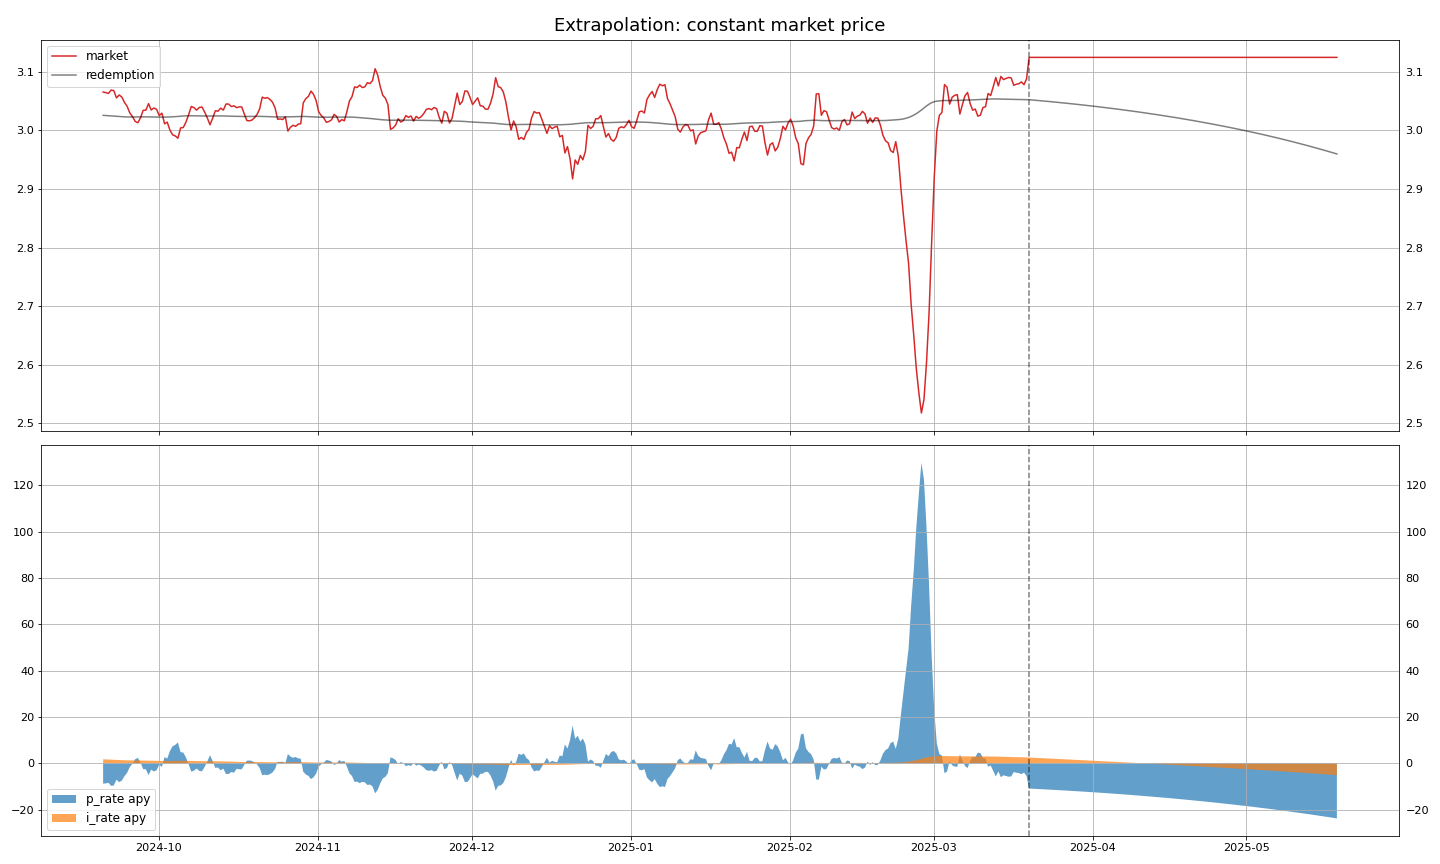 Extrapolation: constant market price
market
redemption
3.1 3.1
3.0 3.0
2.9 2.9
2.8 2.8
2.7 2.7
2.6 2.6
2.5 2.5
120 120
100 100
80 80
60 60
40 40
20 20
0 0
−20 −20
p_rate apy
i_rate apy
2024-10 2024-11 2024-12 2025-01 2025-02 2025-03 2025-04 2025-05